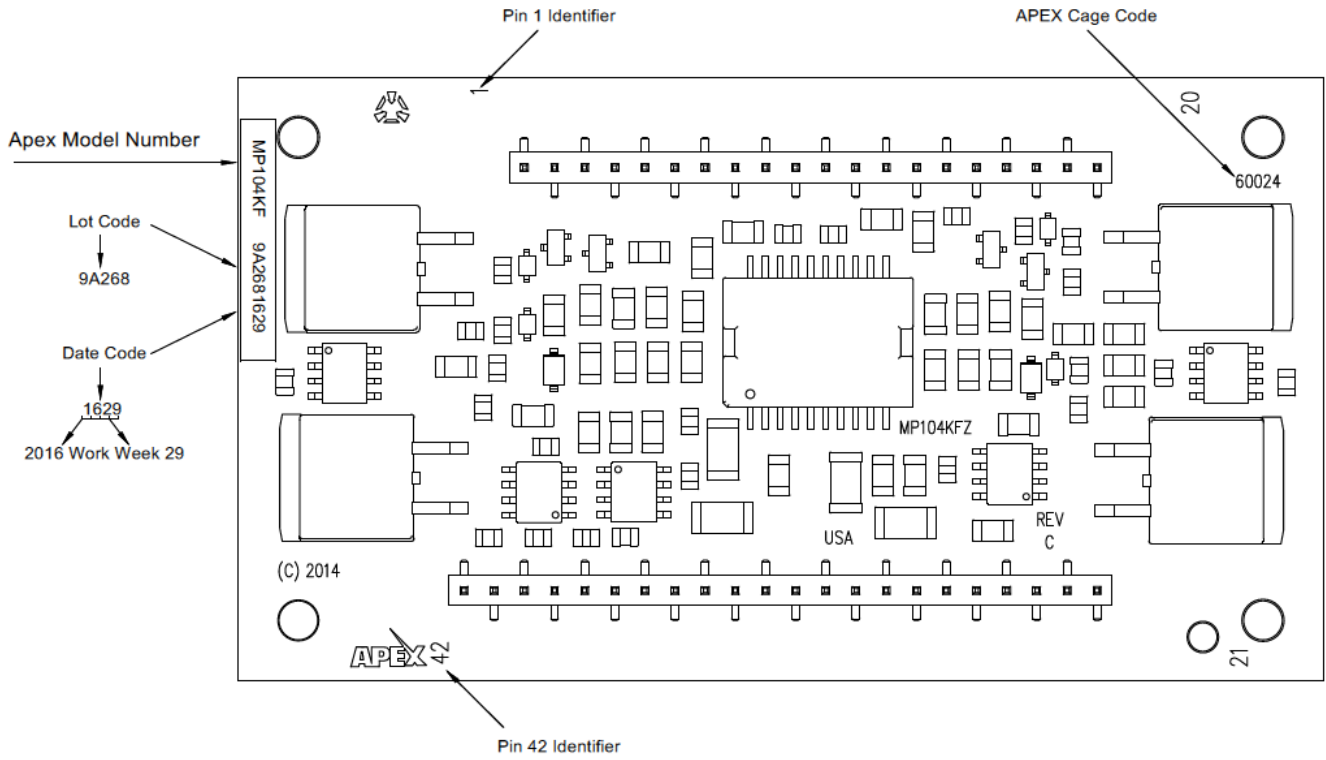 Pin 1 Identifier
APEX Cage Code
1
20
Apex Model Number
MP104KF 9A2681629
60024
Lot Code
9A268
Date Code
1629
2016 Work Week 29
MP104KFZ
USA
REV
C
(C) 2014
APEX
42
21
Pin 42 Identifier